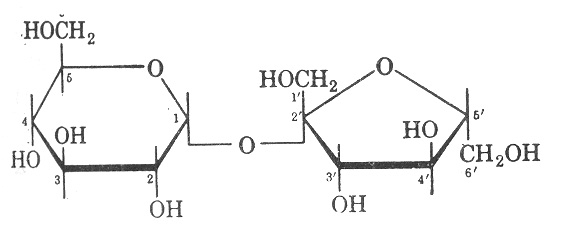 HOCH₂
5
O
O
HOCH₂
1'
4
1
2'
5'
HO
OH
HO
O
CH₂OH
6'
3
2
3'
4'
OH
OH